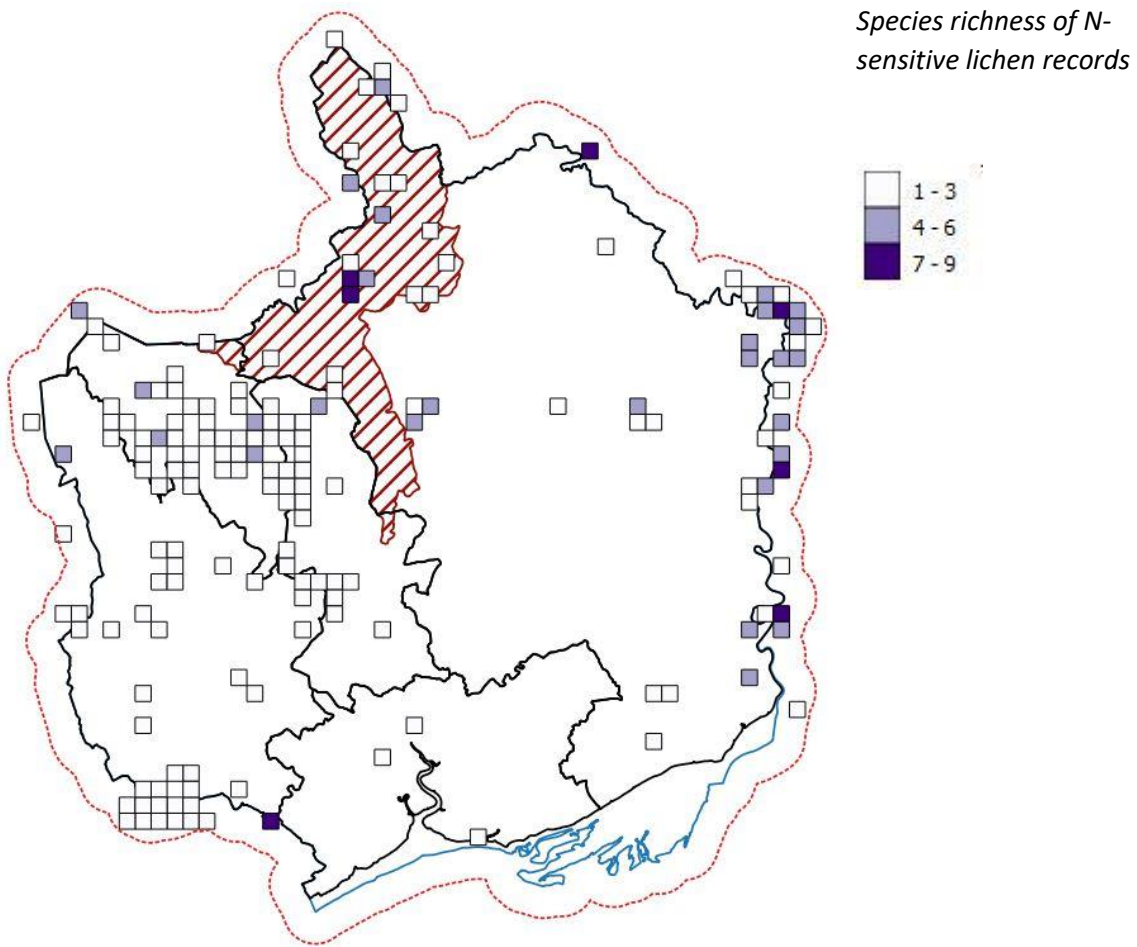 Species richness of N-
sensitive lichen records
1 - 3
4 - 6
7 - 9